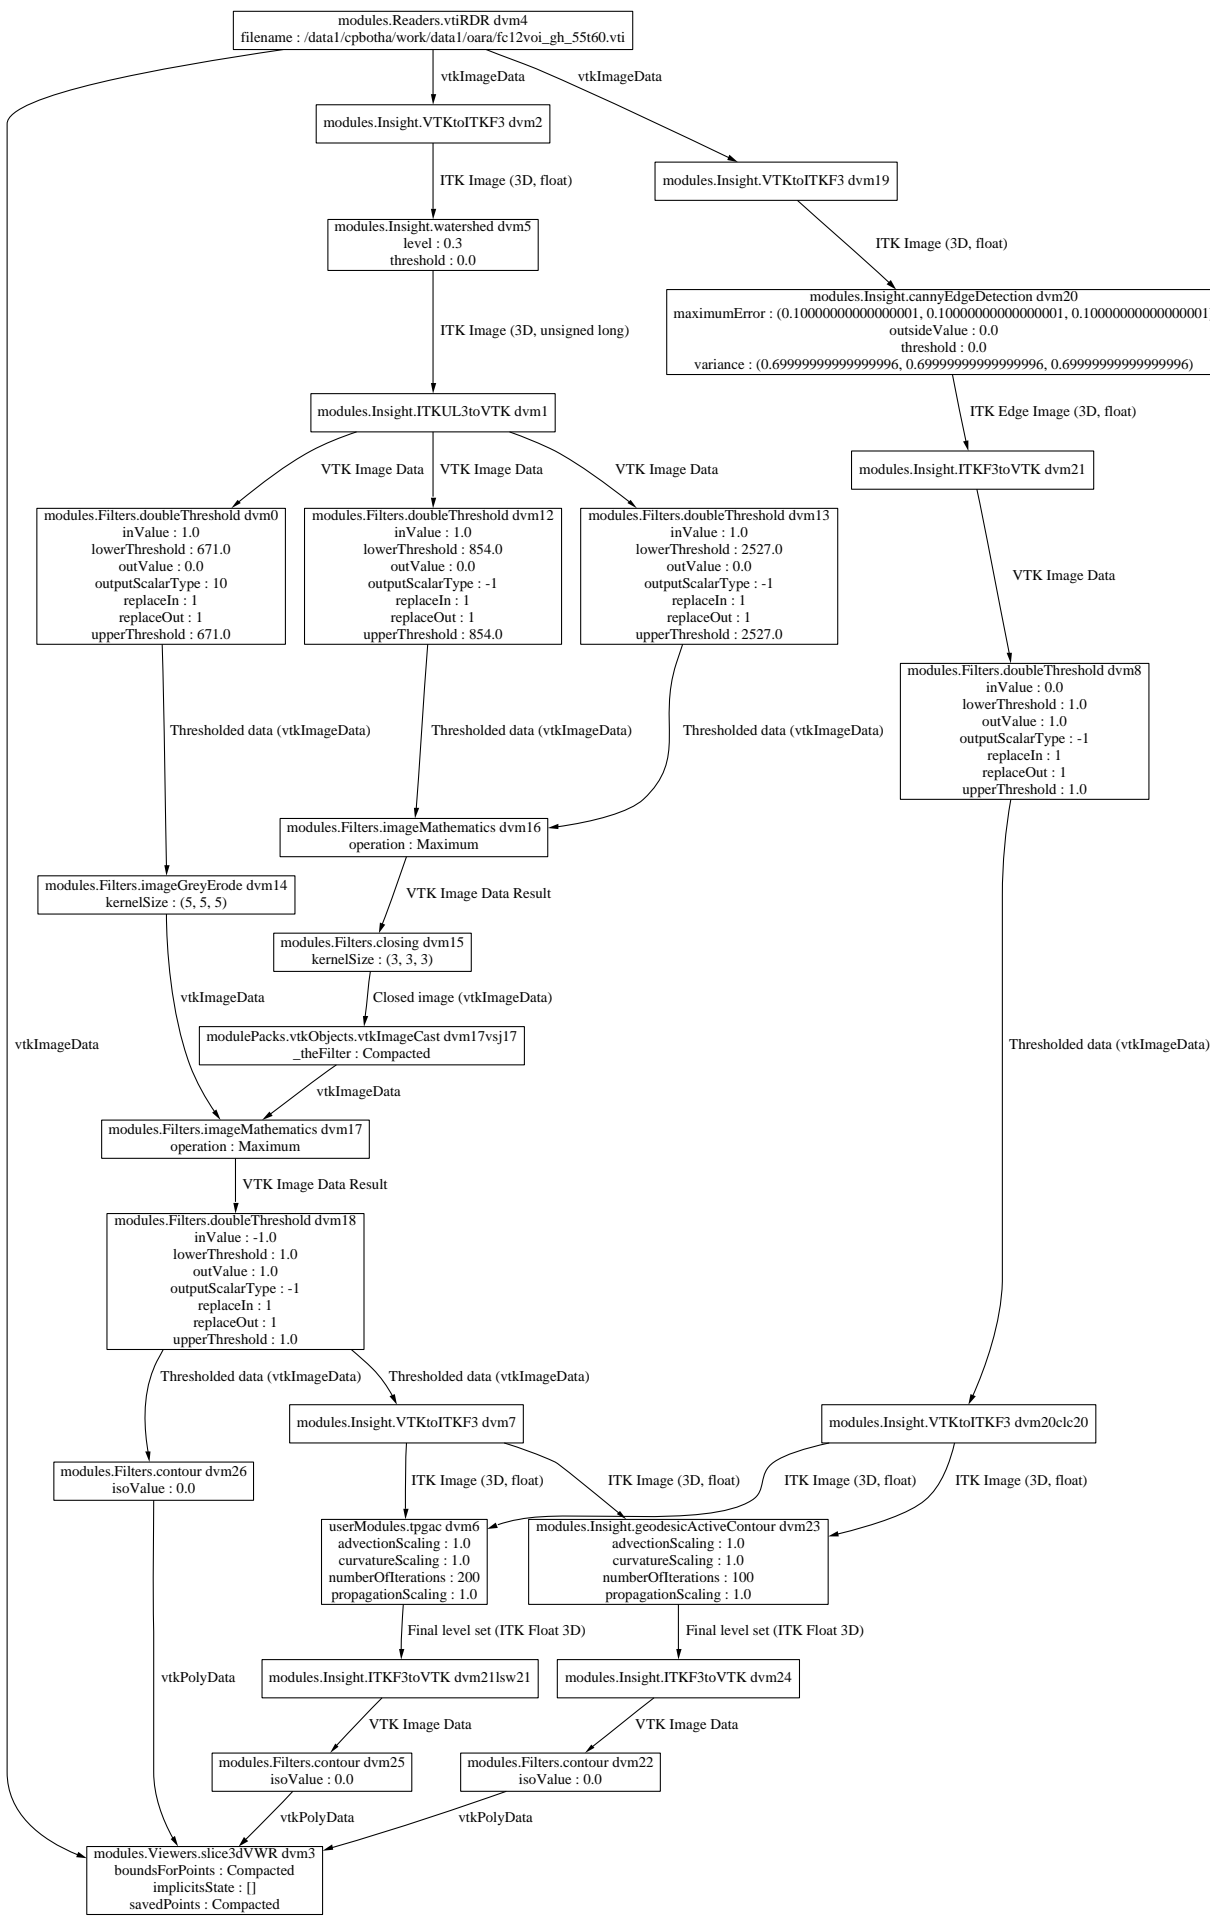 modules.Readers.vtiRDR dvm4
filename : /data1/cpbotha/work/data1/oara/fc12voi_gh_55t60.vti
vtkImageData
vtkImageData
modules.Insight.VTKtoITKF3 dvm2
ITK Image (3D, float)
modules.Insight.VTKtoITKF3 dvm19
modules.Insight.watershed dvm5
level : 0.3
threshold : 0.0
ITK Image (3D, float)
modules.Insight.cannyEdgeDetection dvm20
maximumError : (0.10000000000000001, 0.10000000000000001, 0.10000000000000001)
outsideValue : 0.0
threshold : 0.0
variance : (0.69999999999999996, 0.69999999999999996, 0.69999999999999996)
ITK Image (3D, unsigned long)
modules.Insight.ITKUL3toVTK dvm1
ITK Edge Image (3D, float)
VTK Image Data
VTK Image Data
VTK Image Data
modules.Insight.ITKF3toVTK dvm21
modules.Filters.doubleThreshold dvm0
inValue : 1.0
lowerThreshold : 671.0
outValue : 0.0
outputScalarType : 10
replaceIn : 1
replaceOut : 1
upperThreshold : 671.0
modules.Filters.doubleThreshold dvm12
inValue : 1.0
lowerThreshold : 854.0
outValue : 0.0
outputScalarType : -1
replaceIn : 1
replaceOut : 1
upperThreshold : 854.0
modules.Filters.doubleThreshold dvm13
inValue : 1.0
lowerThreshold : 2527.0
outValue : 0.0
outputScalarType : -1
replaceIn : 1
replaceOut : 1
upperThreshold : 2527.0
VTK Image Data
modules.Filters.doubleThreshold dvm8
inValue : 0.0
lowerThreshold : 1.0
outValue : 1.0
outputScalarType : -1
replaceIn : 1
replaceOut : 1
upperThreshold : 1.0
Thresholded data (vtkImageData)
Thresholded data (vtkImageData)
Thresholded data (vtkImageData)
modules.Filters.imageMathematics dvm16
operation : Maximum
modules.Filters.imageGreyErode dvm14
kernelSize : (5, 5, 5)
VTK Image Data Result
modules.Filters.closing dvm15
kernelSize : (3, 3, 3)
vtkImageData
Closed image (vtkImageData)
modulePacks.vtkObjects.vtkImageCast dvm17vsj17
_theFilter : Compacted
vtkImageData
Thresholded data (vtkImageData)
vtkImageData
modules.Filters.imageMathematics dvm17
operation : Maximum
VTK Image Data Result
modules.Filters.doubleThreshold dvm18
inValue : -1.0
lowerThreshold : 1.0
outValue : 1.0
outputScalarType : -1
replaceIn : 1
replaceOut : 1
upperThreshold : 1.0
Thresholded data (vtkImageData)
Thresholded data (vtkImageData)
modules.Insight.VTKtoITKF3 dvm7
modules.Insight.VTKtoITKF3 dvm20clc20
modules.Filters.contour dvm26
isoValue : 0.0
ITK Image (3D, float)
ITK Image (3D, float)
ITK Image (3D, float)
ITK Image (3D, float)
userModules.tpgac dvm6
advectionScaling : 1.0
curvatureScaling : 1.0
numberOfIterations : 200
propagationScaling : 1.0
modules.Insight.geodesicActiveContour dvm23
advectionScaling : 1.0
curvatureScaling : 1.0
numberOfIterations : 100
propagationScaling : 1.0
Final level set (ITK Float 3D)
Final level set (ITK Float 3D)
vtkPolyData
modules.Insight.ITKF3toVTK dvm21lsw21
modules.Insight.ITKF3toVTK dvm24
VTK Image Data
VTK Image Data
modules.Filters.contour dvm25
isoValue : 0.0
modules.Filters.contour dvm22
isoValue : 0.0
vtkPolyData
vtkPolyData
modules.Viewers.slice3dVWR dvm3
boundsForPoints : Compacted
implicitsState : []
savedPoints : Compacted